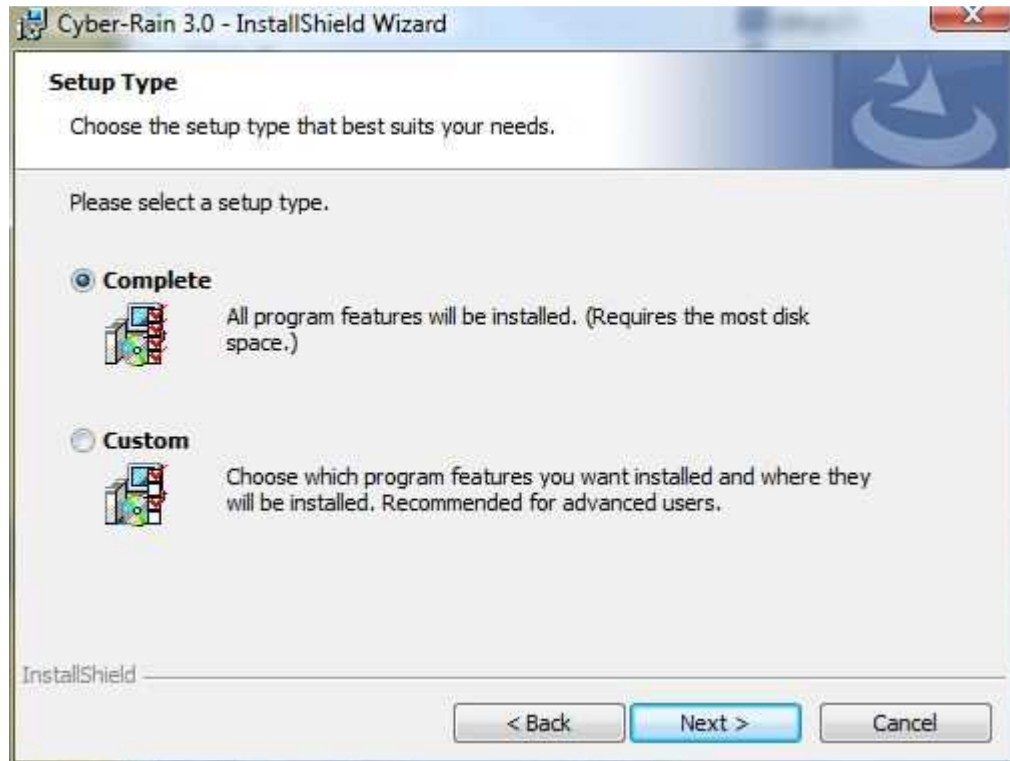 Cyber-Rain 3.0 - InstallShield Wizard
Setup Type
Choose the setup type that best suits your needs.
Please select a setup type.
Complete
All program features will be installed. (Requires the most disk
space.)
Custom
Choose which program features you want installed and where they
will be installed. Recommended for advanced users.
InstallShield
< Back Next > Cancel